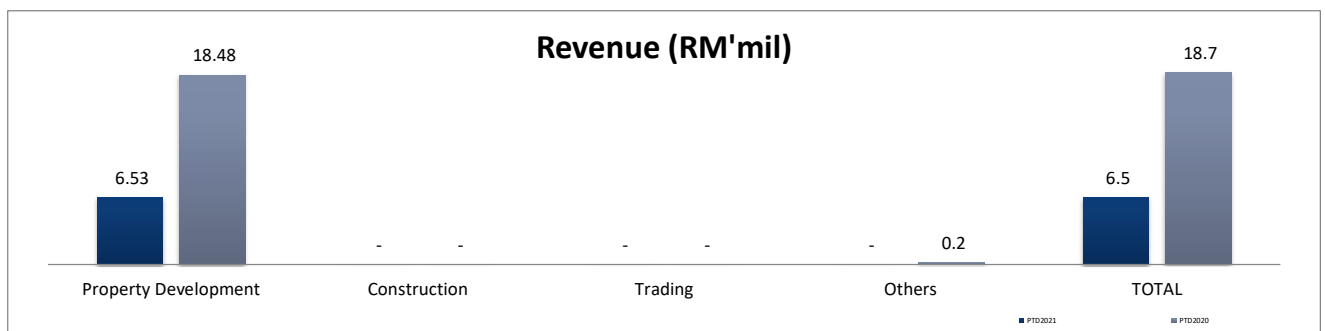 Revenue (RM'mil)
18.48
18.7
6.53
6.5
- - - - - 0.2
Property Development Construction Trading Others TOTAL
PTD2021 PTD2020